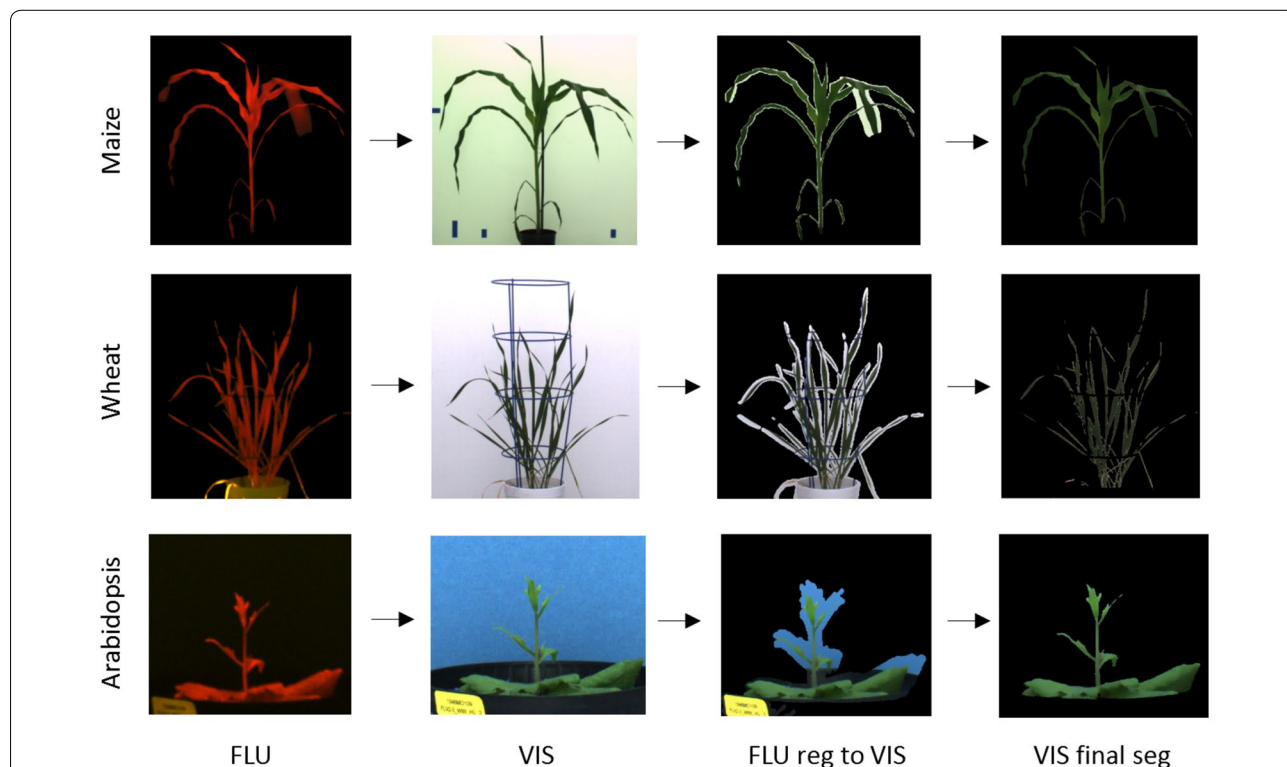 Maize
Wheat
Arabidopsis
FLU
VIS
FLU reg to VIS
VIS final seg